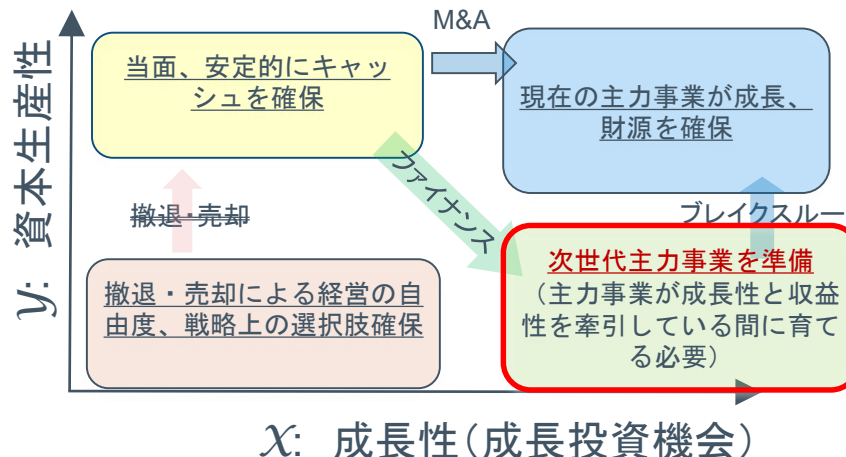 M&A
当面、安定的にキャッ
シュを確保
現在の主力事業が成長、
財源を確保
ファイナンス
撤退・売却
ブレイクスルー
撤退・売却による経営の自
由度、戦略上の選択肢確保
次世代主力事業を準備
（主力事業が成長性と収益
性を牽引している間に育て
る必要）
y: 資本生産性
x: 成長性（成長投資機会）